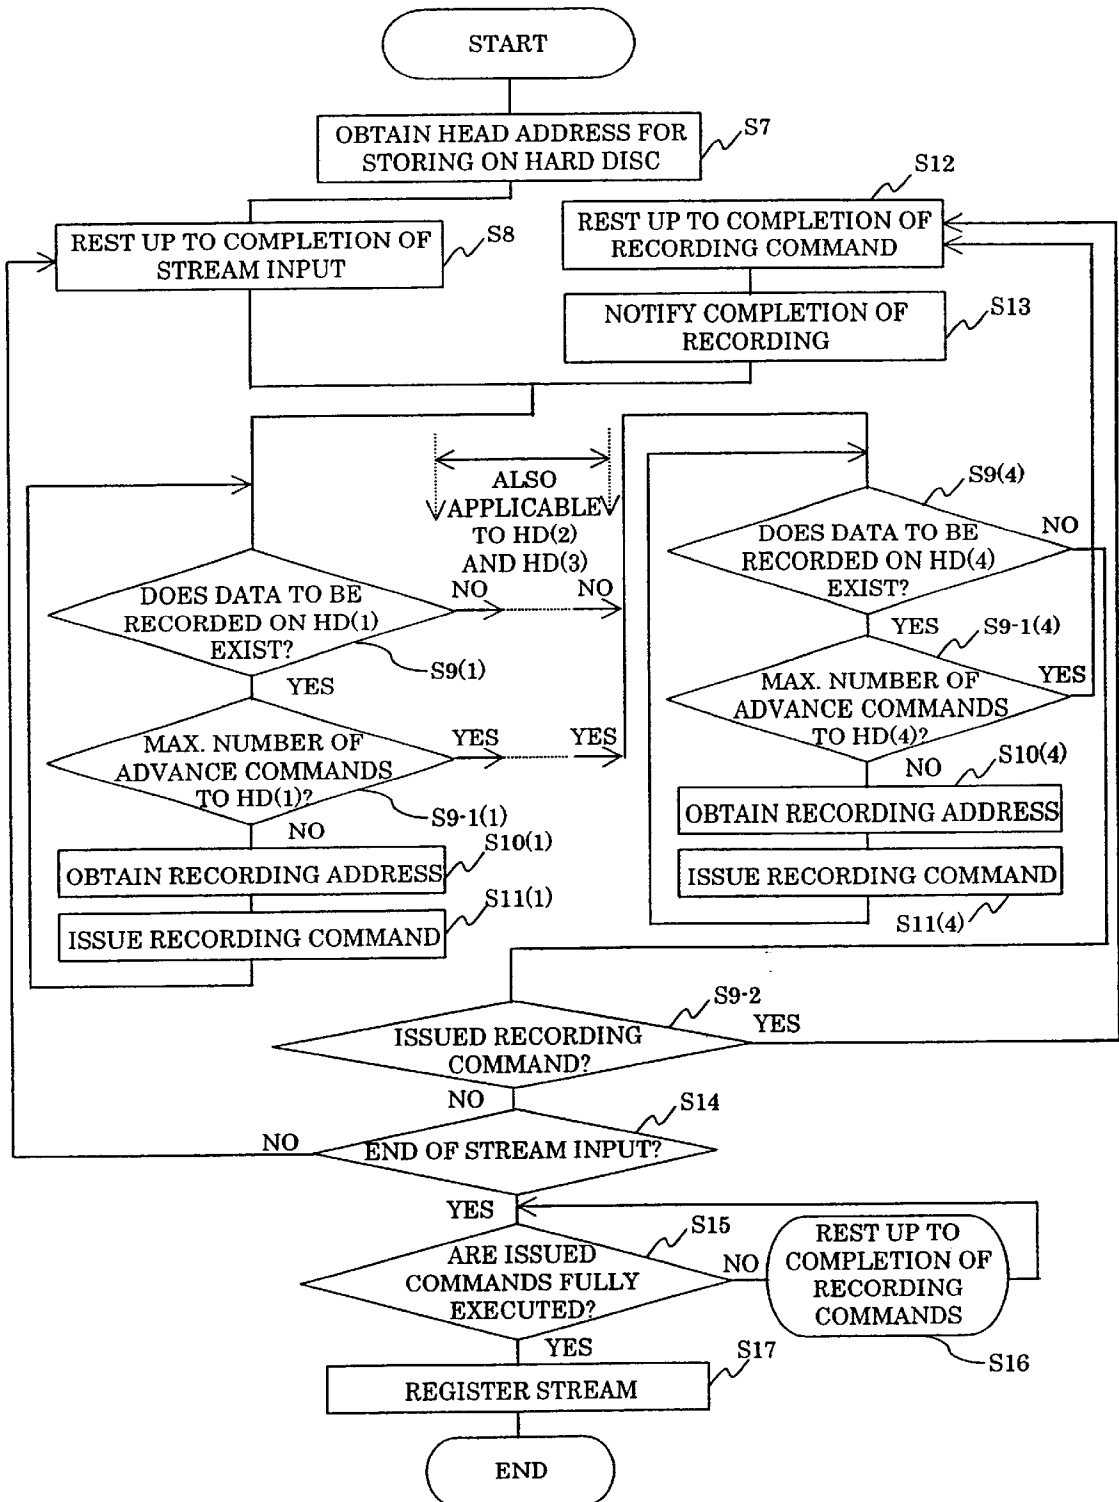 START
OBTAIN HEAD ADDRESS FOR
STORING ON HARD DISC
S7
REST UP TO COMPLETION OF
STREAM INPUT
S8
S12
REST UP TO COMPLETION OF
RECORDING COMMAND
NOTIFY COMPLETION OF
RECORDING
S13
ALSO
APPLICABLE
TO HD(2)
AND HD(3)
DOES DATA TO BE
RECORDED ON HD(1)
EXIST?
NO
NO
S9(1)
YES
MAX. NUMBER OF
ADVANCE COMMANDS
TO HD(1)?
YES
YES
S9-1(1)
NO
S10(1)
OBTAIN RECORDING ADDRESS
S11(1)
ISSUE RECORDING COMMAND
S9(4)
DOES DATA TO BE
RECORDED ON HD(4)
EXIST?
NO
YES
S9-1(4)
MAX. NUMBER OF
ADVANCE COMMANDS
TO HD(4)?
YES
NO
S10(4)
OBTAIN RECORDING ADDRESS
ISSUE RECORDING COMMAND
S11(4)
S9-2
ISSUED RECORDING
COMMAND?
YES
NO
S14
END OF STREAM INPUT?
NO
YES
S15
ARE ISSUED
COMMANDS FULLY
EXECUTED?
NO
REST UP TO
COMPLETION OF
RECORDING
COMMANDS
S16
YES
S17
REGISTER STREAM
END